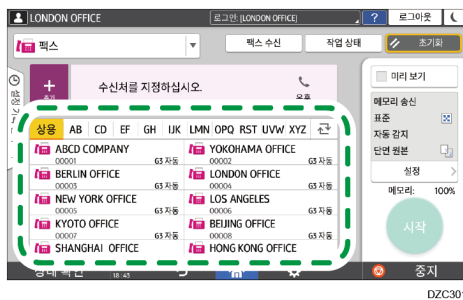 LONDON OFFICE
로그인: [LONDON OFFICE]
?
로그아웃
팩스
팩스 수신
작업 상태
초기화
수신처를 지정하십시오.
미리 보기
메모리 송신
표준
자동 감지
단면 원본
설정
메모리: 100%
시작
상용 AB CD EF GH IJK LMN OPQ RST UVW XYZ
ABCD COMPANY
00001 G3 자동
YOKOHAMA OFFICE
00002 G3 자동
BERLIN OFFICE
00003 G3 자동
LONDON OFFICE
00004 G3 자동
NEW YORK OFFICE
00005 G3 자동
LOS ANGELES
00006 G3 자동
KYOTO OFFICE
00007 G3 자동
BEIJING OFFICE
00008 G3 자동
SHANGHAI OFFICE
HONG KONG OFFICE
18:43
중지
DZC30